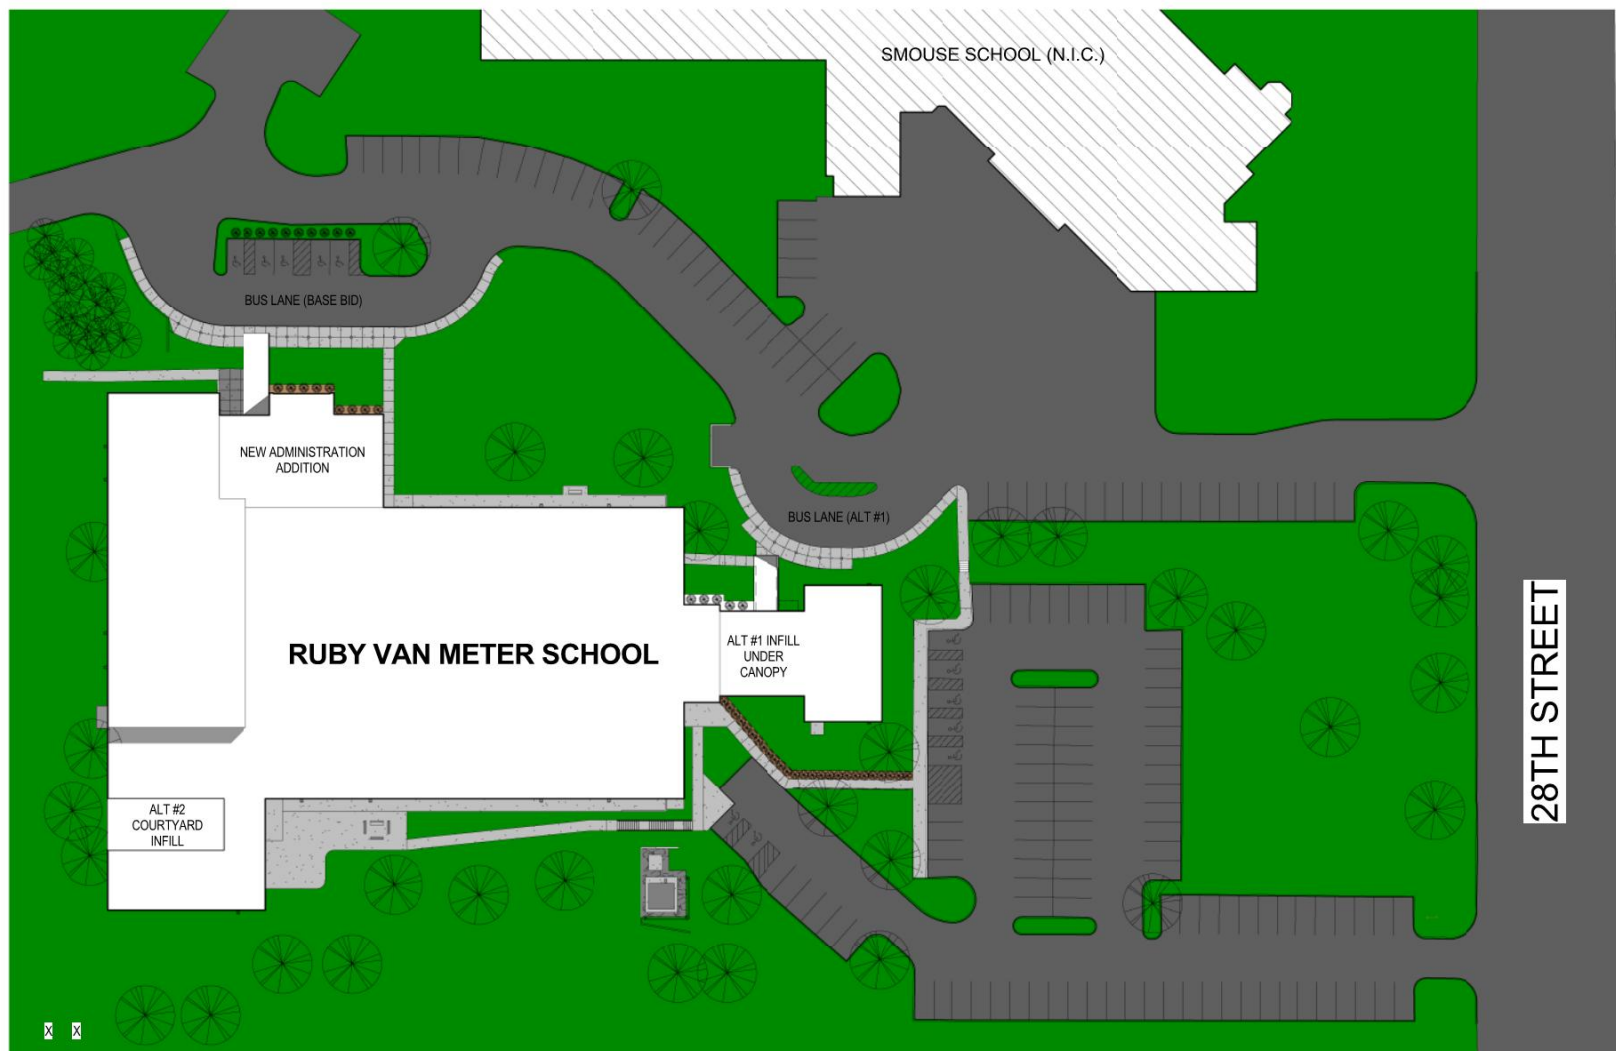 SMOUSE SCHOOL (N.I.C.)
BUS LANE (BASE BID)
NEW ADMINISTRATION
ADDITION
BUS LANE (ALT #1)
RUBY VAN METER SCHOOL
ALT #1 INFILL
UNDER
CANOPY
28TH STREET
ALT #2
COURTYARD
INFILL
X X